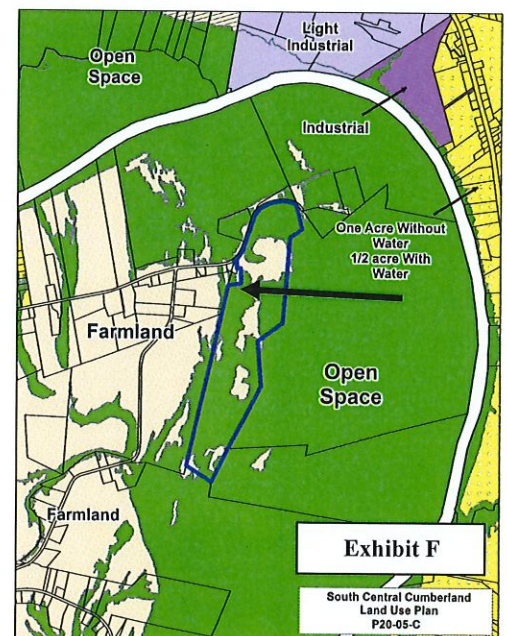 Open
Space
Light
Industrial
Industrial
One Acre Without
Water
1/2 acre With
Water
Farmland
Open
Space
Farmland
Exhibit F
South Central Cumberland
Land Use Plan
P20-05-C